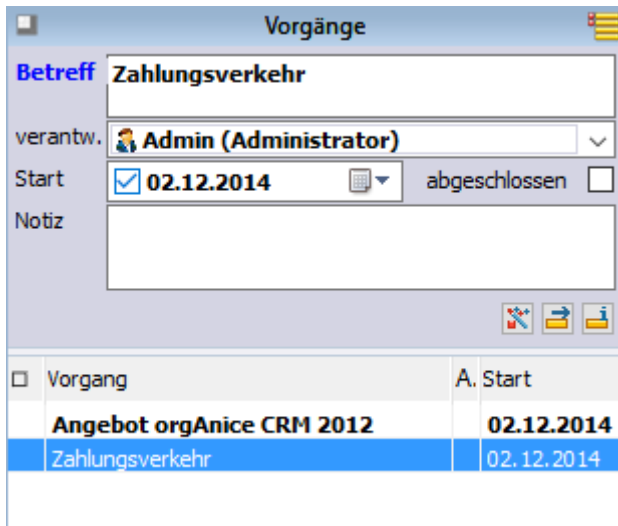 Vorgänge
Betreff Zahlungsverkehr
verantw. Admin (Administrator)
Start 02.12.2014 abgeschlossen
Notiz
Vorgang A. Start
Angebot orgAnice CRM 2012 02.12.2014
Zahlungsverkehr 02.12.2014